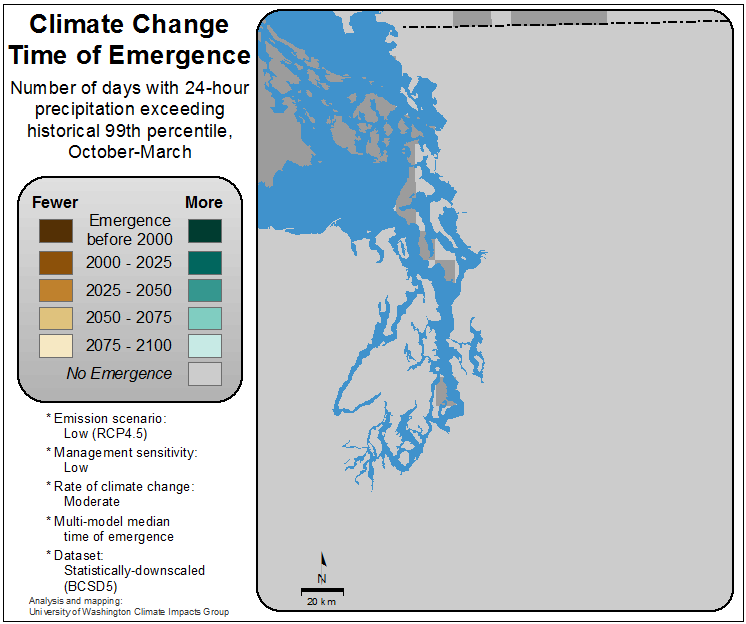 Climate Change
Time of Emergence
Number of days with 24-hour
precipitation exceeding
historical 99th percentile,
October-March
Fewer More
Emergence
before 2000
2000 - 2025
2025 - 2050
2050 - 2075
2075 - 2100
No Emergence
* Emission scenario:
Low (RCP4.5)
* Management sensitivity:
Low
* Rate of climate change:
Moderate
* Multi-model median
time of emergence
* Dataset:
Statistically-downscaled
(BCSD5)
Analysis and mapping:
University of Washington Climate Impacts Group
N
20 km